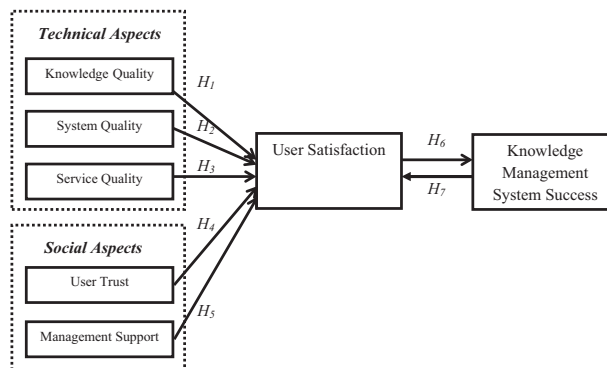 Technical Aspects
Knowledge Quality
System Quality
Service Quality
H1
H2
H3
User Satisfaction
H6
H7
Knowledge
Management
System Success
Social Aspects
User Trust
Management Support
H4
H5